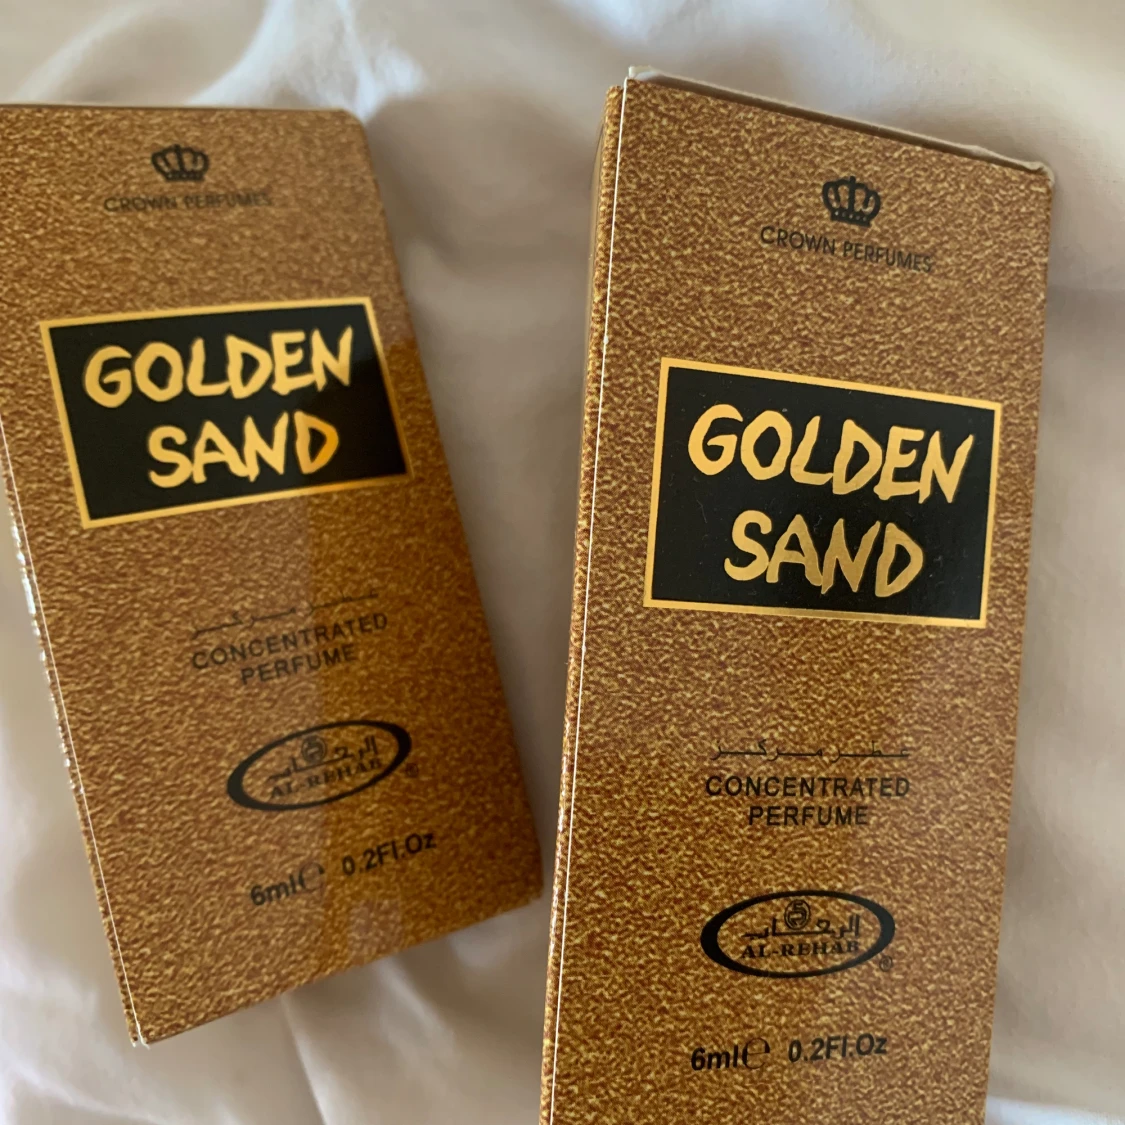 CROWN PERFUMES
GOLDEN
SAND
عطر مركز
CONCENTRATED
PERFUME
الرحاب
AL-REHAB
®
6ml℮ 0.2Fl.Oz
CROWN PERFUMES
GOLDEN
SAND
عطر مركز
CONCENTRATED
PERFUME
الرحاب
AL-REHAB
®
6ml℮ 0.2Fl.Oz